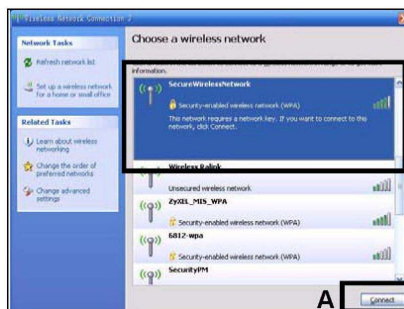 Wireless Network Connection 3
Network Tasks
Refresh network list
Set up a wireless network
for a home or small office
Related Tasks
Learn about wireless
networking
Change the order of
preferred networks
Change advanced
settings
Choose a wireless network
information.
SecureWirelessNetwork
Security-enabled wireless network (WPA)
This network requires a network key. If you want to connect to this
network, click Connect.
Wireless Ralink
Unsecured wireless network
ZyXEL_MIS_WPA
Security-enabled wireless network (WPA)
6812-wpa
Security-enabled wireless network (WPA)
SecurityPM
A
Connect